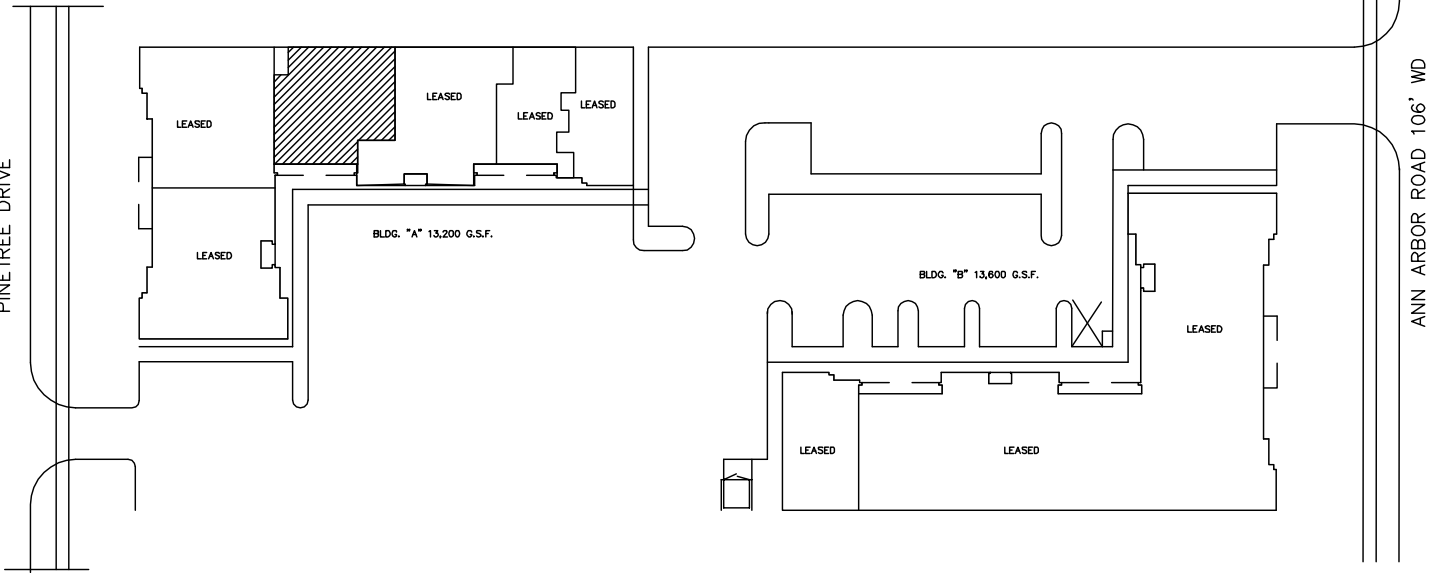 PINETREE DRIVE
LEASED
LEASED
LEASED
LEASED
LEASED
BLDG. "A" 13,200 G.S.F.
BLDG. "B" 13,600 G.S.F.
LEASED
LEASED
LEASED
ANN ARBOR ROAD 106' WD